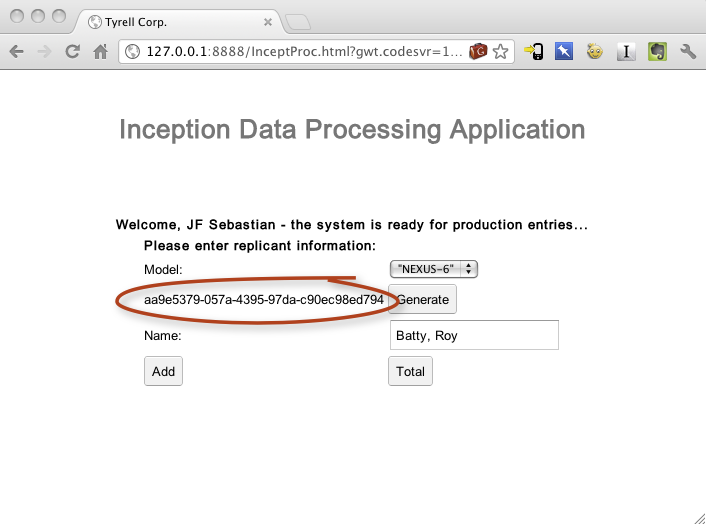 Tyrell Corp.
127.0.0.1:8888/InceptProc.html?gwt.codesvr=1...
Inception Data Processing Application
Welcome, JF Sebastian - the system is ready for production entries...
Please enter replicant information:
Model: "NEXUS-6"
aa9e5379-057a-4395-97da-c90ec98ed794 Generate
Name: Batty, Roy
Add Total